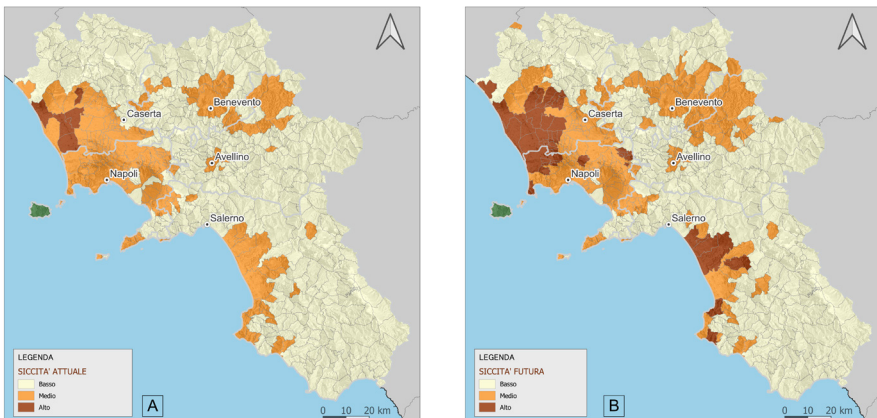 Benevento
Caserta
Avellino
Napoli
Salerno
LEGENDA
SICCITA' ATTUALE
Basso
Medio
Alto
A
0 10 20 km
Benevento
Caserta
Avellino
Napoli
Salerno
LEGENDA
SICCITA' FUTURA
Basso
Medio
Alto
B
0 10 20 km